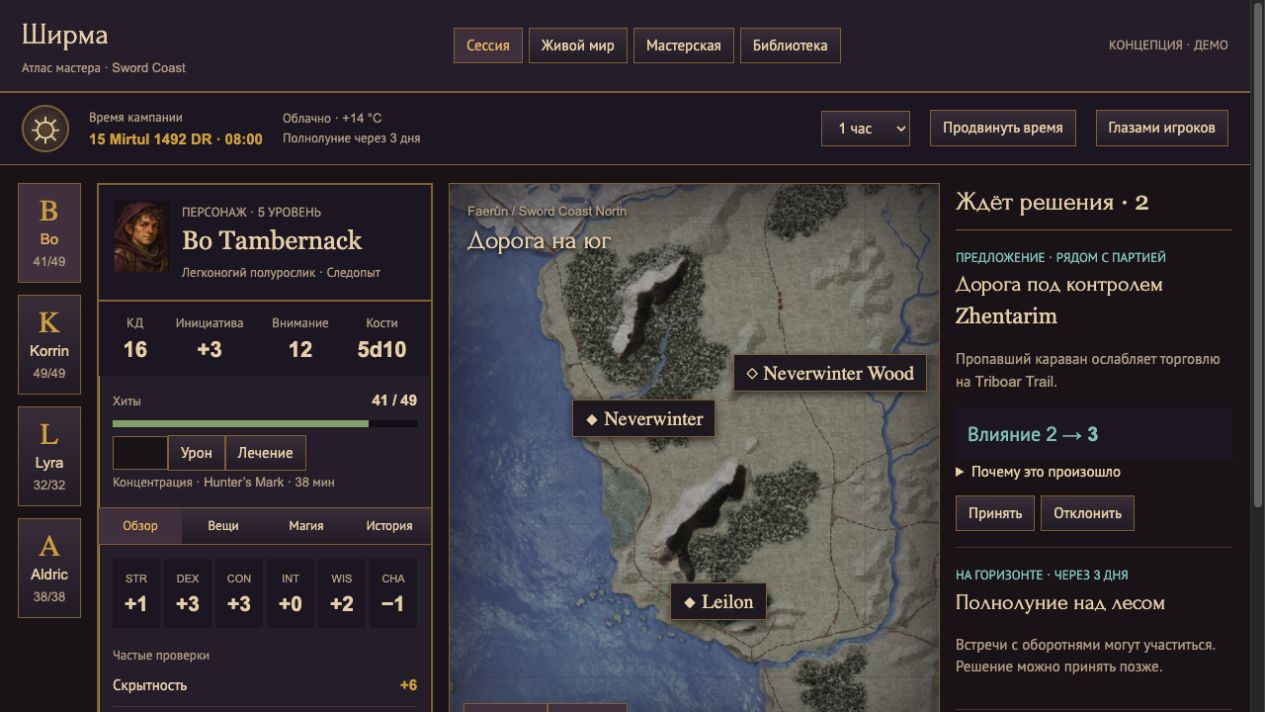 Ширма
Атлас мастера · Sword Coast
Сессия
Живой мир
Мастерская
Библиотека
КОНЦЕПЦИЯ · ДЕМО
Время кампании
15 Mirtul 1492 DR · 08:00
Облачно · +14 °C
Полнолуние через 3 дня
1 час
Продвинуть время
Глазами игроков
B
Bo
41/49
K
Korrin
49/49
L
Lyra
32/32
A
Aldric
38/38
ПЕРСОНАЖ · 5 УРОВЕНЬ
Bo Tambernack
Легконогий полурослик · Следопыт
КД
Инициатива
Внимание
Кости
16
+3
12
5d10
Хиты
41 / 49
Урон
Лечение
Концентрация · Hunter's Mark · 38 мин
Обзор
Вещи
Магия
История
STR
DEX
CON
INT
WIS
CHA
+1
+3
+3
+0
+2
−1
Частые проверки
Скрытность
+6
Faerûn / Sword Coast North
Дорога на юг
◇ Neverwinter Wood
◆ Neverwinter
◆ Leilon
Ждёт решения · 2
ПРЕДЛОЖЕНИЕ · РЯДОМ С ПАРТИЕЙ
Дорога под контролем
Zhentarim
Пропавший караван ослабляет торговлю
на Triboar Trail.
Влияние 2 → 3
Почему это произошло
Принять
Отклонить
НА ГОРИЗОНТЕ · ЧЕРЕЗ 3 ДНЯ
Полнолуние над лесом
Встречи с оборотнями могут участиться.
Решение можно принять позже.